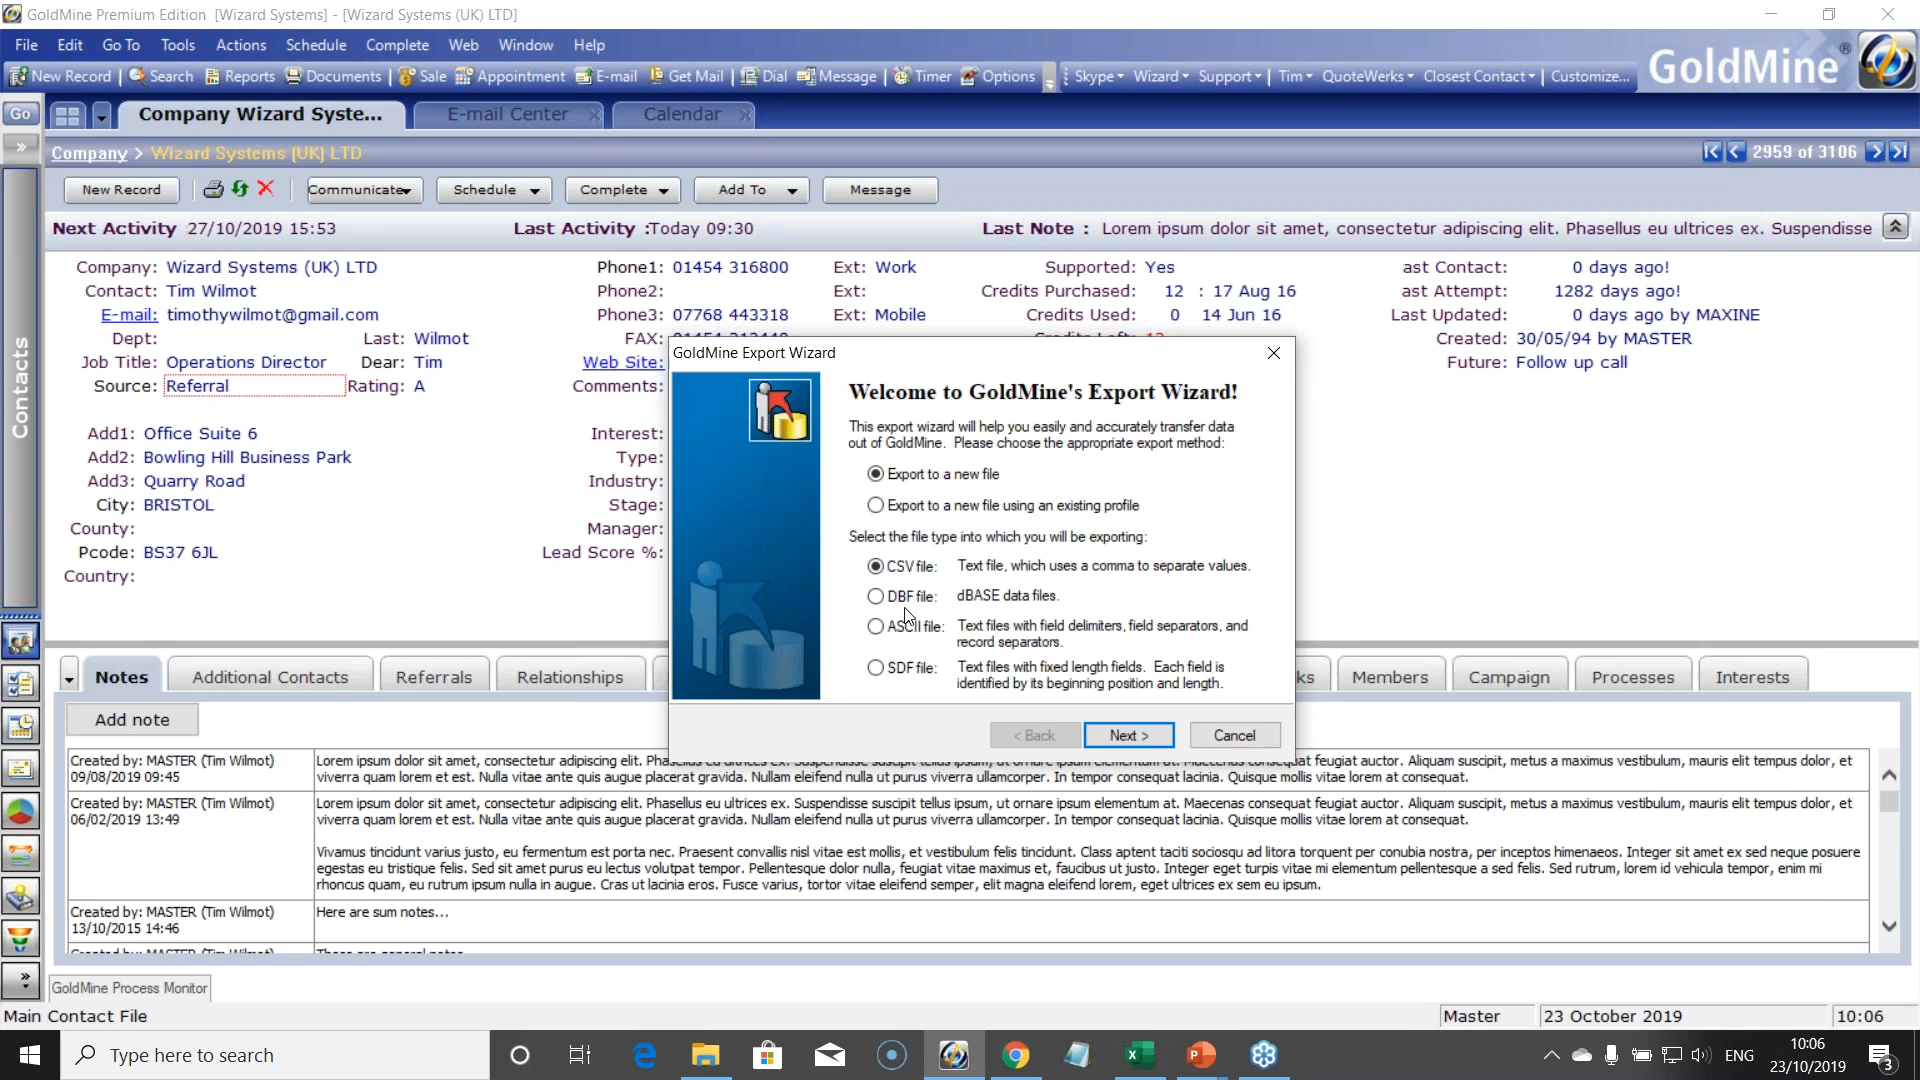 GoldMine Premium Edition [Wizard Systems] - [Wizard Systems (UK) LTD]
File Edit Go To Tools Actions Schedule Complete Web Window Help
New Record Search Reports Documents Sale Appointment E-mail Get Mail Dial Message Timer Options Skype Wizard Support Tim QuoteWerks Closest Contact Customize...
GoldMine®
Go Company Wizard Syste... E-mail Center Calendar
Company > Wizard Systems (UK) LTD 2959 of 3106
New Record Communicate Schedule Complete Add To Message
Next Activity 27/10/2019 15:53 Last Activity :Today 09:30 Last Note : Lorem ipsum dolor sit amet, consectetur adipiscing elit. Phasellus eu ultrices ex. Suspendisse
Contacts
Company: Wizard Systems (UK) LTD Phone1: 01454 316800 Ext: Work Supported: Yes ast Contact: 0 days ago!
Contact: Tim Wilmot Phone2: Ext: Credits Purchased: 12 : 17 Aug 16 ast Attempt: 1282 days ago!
E-mail: timothywilmot@gmail.com Phone3: 07768 443318 Ext: Mobile Credits Used: 0 14 Jun 16 Last Updated: 0 days ago by MAXINE
Dept: Last: Wilmot FAX: Created: 30/05/94 by MASTER
Job Title: Operations Director Dear: Tim Web Site: Future: Follow up call
Source: Referral Rating: A Comments:
Add1: Office Suite 6 Interest:
Add2: Bowling Hill Business Park Type:
Add3: Quarry Road Industry:
City: BRISTOL Stage:
County: Manager:
Pcode: BS37 6JL Lead Score %:
Country:
GoldMine Export Wizard
Welcome to GoldMine's Export Wizard!
This export wizard will help you easily and accurately transfer data
out of GoldMine. Please choose the appropriate export method:
Export to a new file
Export to a new file using an existing profile
Select the file type into which you will be exporting:
CSV file: Text file, which uses a comma to separate values.
DBF file: dBASE data files.
ASCII file: Text files with field delimiters, field separators, and
record separators.
SDF file: Text files with fixed length fields. Each field is
identified by its beginning position and length.
< Back Next > Cancel
Notes Additional Contacts Referrals Relationships ks Members Campaign Processes Interests
Add note
Created by: MASTER (Tim Wilmot)
09/08/2019 09:45
Lorem ipsum dolor sit amet, consectetur adipiscing elit. Phasellus eu ultrices ex. Suspendisse suscipit tellus ipsum, ut ornare ipsum elementum at. Maecenas consequat feugiat auctor. Aliquam suscipit, metus a maximus vestibulum, mauris elit tempus dolor, et
viverra quam lorem et est. Nulla vitae ante quis augue placerat gravida. Nullam eleifend nulla ut purus viverra ullamcorper. In tempor consequat lacinia. Quisque mollis vitae lorem at consequat.
Created by: MASTER (Tim Wilmot)
06/02/2019 13:49
Lorem ipsum dolor sit amet, consectetur adipiscing elit. Phasellus eu ultrices ex. Suspendisse suscipit tellus ipsum, ut ornare ipsum elementum at. Maecenas consequat feugiat auctor. Aliquam suscipit, metus a maximus vestibulum, mauris elit tempus dolor, et
viverra quam lorem et est. Nulla vitae ante quis augue placerat gravida. Nullam eleifend nulla ut purus viverra ullamcorper. In tempor consequat lacinia. Quisque mollis vitae lorem at consequat.
Vivamus tincidunt varius justo, eu fermentum est porta nec. Praesent convallis nisl vitae est mollis, et vestibulum felis tincidunt. Class aptent taciti sociosqu ad litora torquent per conubia nostra, per inceptos himenaeos. Integer sit amet ex sed neque posuere
egestas eu tristique felis. Sed sit amet purus eu lectus volutpat tempor. Pellentesque dolor nulla, feugiat vitae maximus et, faucibus ut justo. Integer eget turpis vitae mi elementum pellentesque a sed felis. Sed rutrum, lorem id vehicula tempor, enim mi
rhoncus quam, eu rutrum ipsum nulla in augue. Cras ut lacinia eros. Fusce varius, tortor vitae eleifend semper, elit magna eleifend lorem, eget ultrices ex sem eu ipsum.
Created by: MASTER (Tim Wilmot)
13/10/2015 14:46
Here are sum notes...
GoldMine Process Monitor
Main Contact File Master 23 October 2019 10:06
Type here to search ENG 10:06
23/10/2019
3